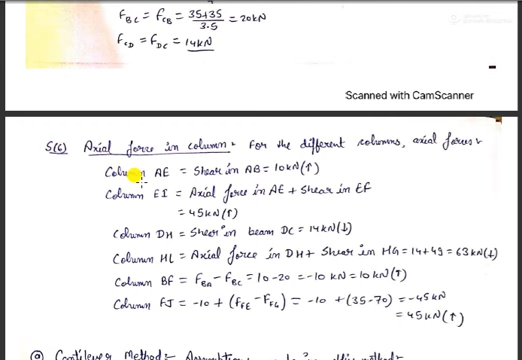 F_BC = F_CB = 35+35/3.5 = 20kN
F_CD = F_DC = 14kN
Scanned with CamScanner
5(6) Axial force in column- For the different columns, axial forces-
Column AE = Shear in AB = 10kN(↑)
Column EI = Axial force in AE + Shear in EF
= 45kN(↑)
Column DH = Shear in beam DC = 14kN(↓)
Column HL = Axial force in DH + Shear in HG = 14+49 = 63kN(↓)
Column BF = F_BA - F_BC = 10-20 = -10 kN = 10kN(↑)
Column FJ = -10 + (F_FE - F_FG) = -10 + (35-70) = -45kN
= 45kN(↑)